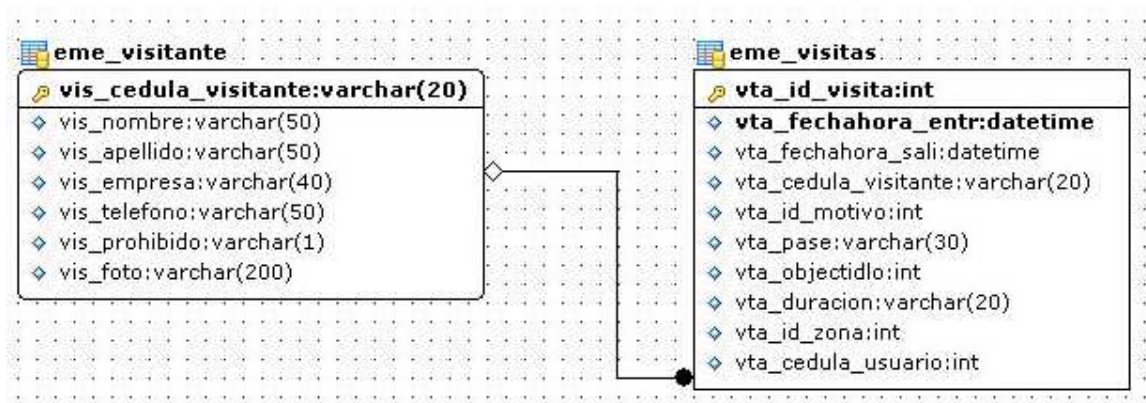 eme_visitante
vis_cedula_visitante:varchar(20)
vis_nombre:varchar(50)
vis_apellido:varchar(50)
vis_empresa:varchar(40)
vis_telefono:varchar(50)
vis_prohibido:varchar(1)
vis_foto:varchar(200)
eme_visitas
vta_id_visita:int
vta_fechahora_entr:datetime
vta_fechahora_sali:datetime
vta_cedula_visitante:varchar(20)
vta_id_motivo:int
vta_pase:varchar(30)
vta_objectidlo:int
vta_duracion:varchar(20)
vta_id_zona:int
vta_cedula_usuario:int